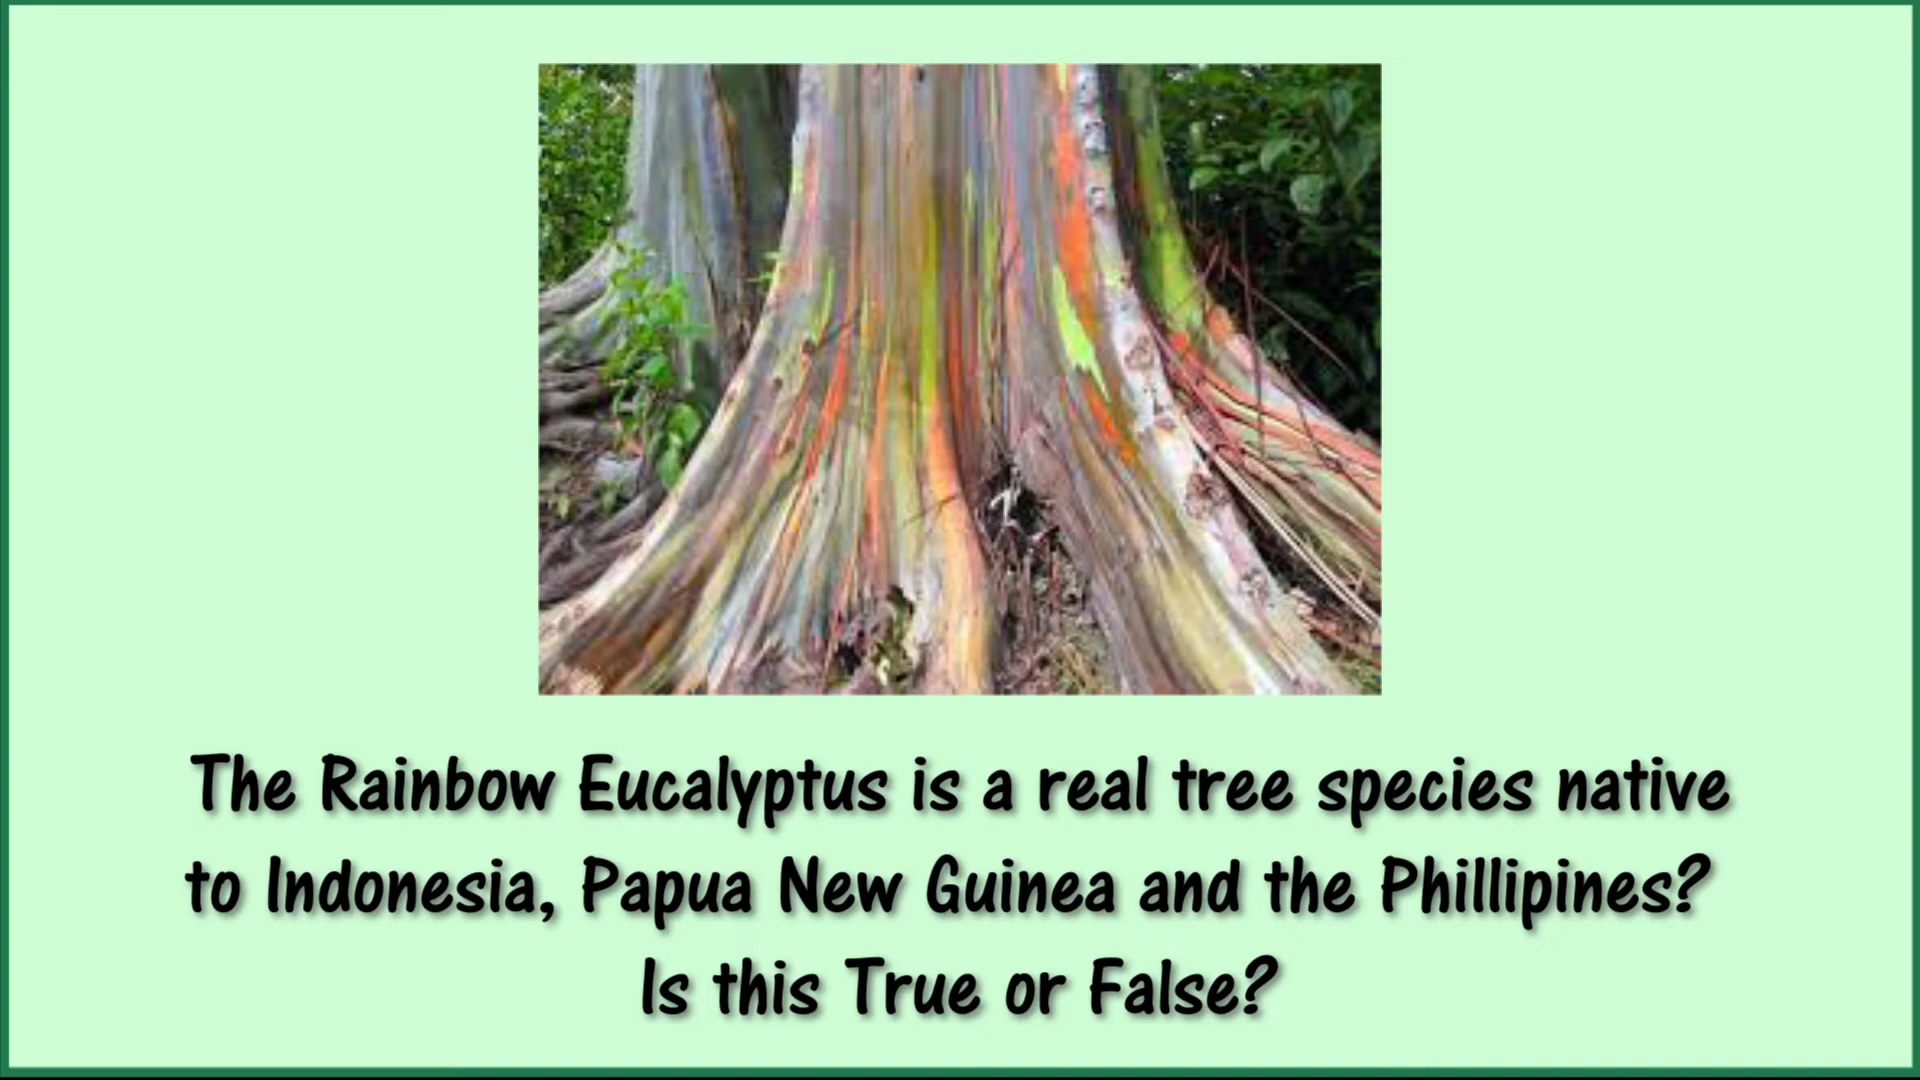 The Rainbow Eucalyptus is a real tree species native
to Indonesia, Papua New Guinea and the Phillipines?
Is this True or False?